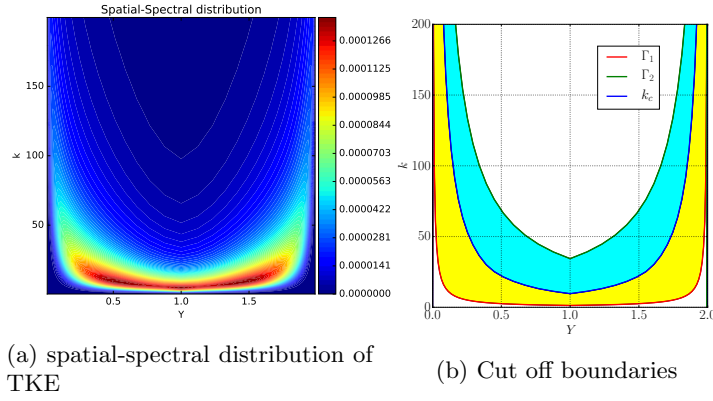 Spatial-Spectral distribution
k
150
100
50
0.5
1.0
1.5
Y
0.0001266
0.0001125
0.0000985
0.0000844
0.0000703
0.0000563
0.0000422
0.0000281
0.0000141
0.0000000
(a) spatial-spectral distribution of
TKE
k
200
150
100
50
0
0.0
0.5
1.0
1.5
2.0
Y
Γ1
Γ2
kc
(b) Cut off boundaries